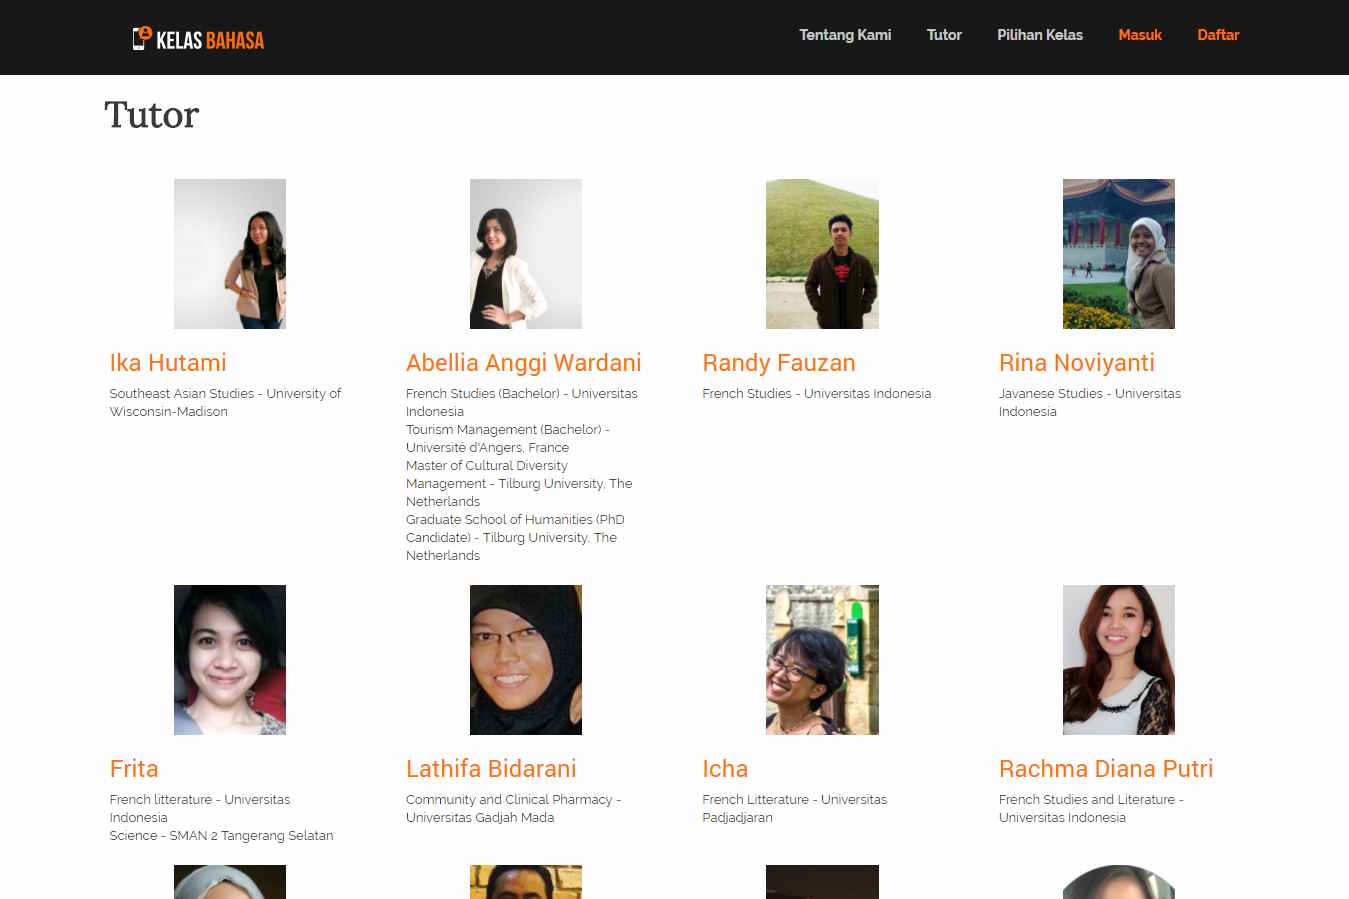 KELAS BAHASA
Tentang Kami
Tutor
Pilihan Kelas
Masuk
Daftar
Tutor
Ika Hutami
Southeast Asian Studies - University of
Wisconsin-Madison
Abellia Anggi Wardani
French Studies (Bachelor) - Universitas
Indonesia
Tourism Management (Bachelor) -
Université d'Angers, France
Master of Cultural Diversity
Management - Tilburg University, The
Netherlands
Graduate School of Humanities (PhD
Candidate) - Tilburg University, The
Netherlands
Randy Fauzan
French Studies - Universitas Indonesia
Rina Noviyanti
Javanese Studies - Universitas
Indonesia
Frita
French litterature - Universitas
Indonesia
Science - SMAN 2 Tangerang Selatan
Lathifa Bidarani
Community and Clinical Pharmacy -
Universitas Gadjah Mada
Icha
French Litterature - Universitas
Padjadjaran
Rachma Diana Putri
French Studies and Literature -
Universitas Indonesia